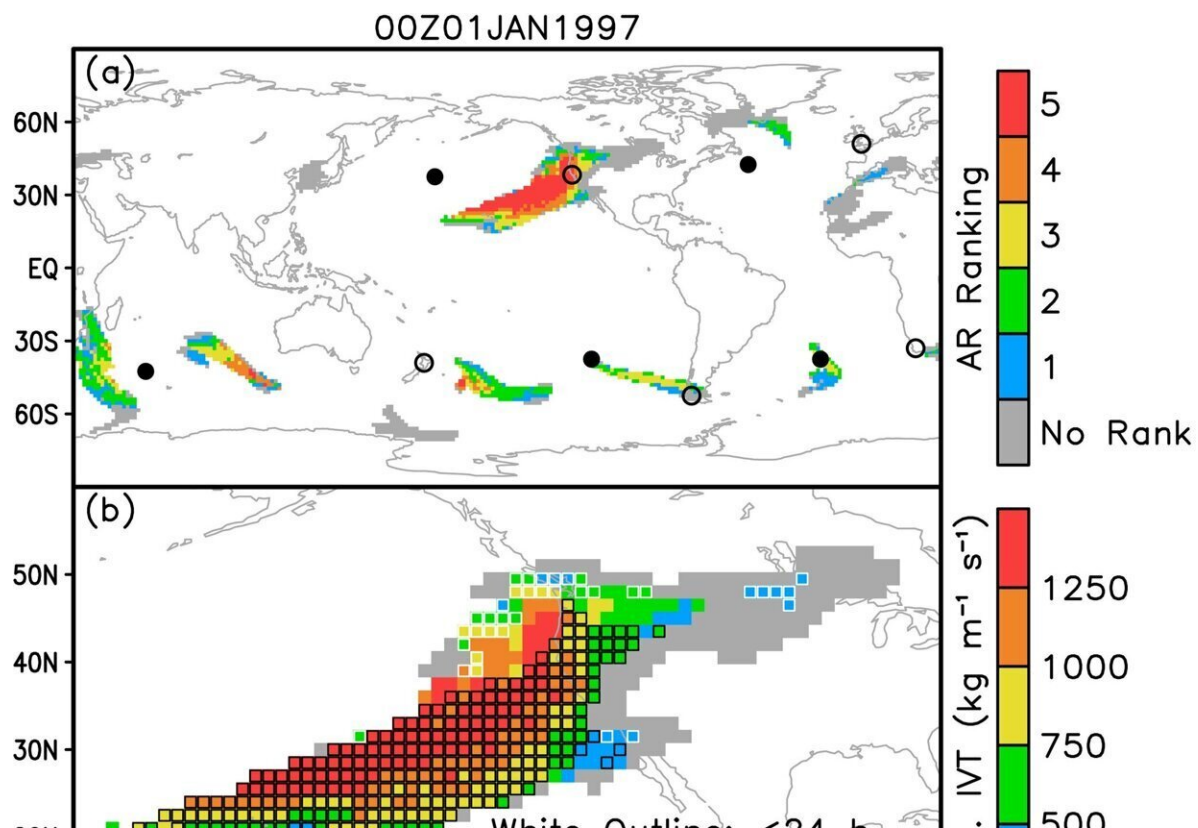 00Z01JAN1997
(a)
60N
30N
EQ
30S
60S
5
4
3
2
1
No Rank
AR Ranking
(b)
50N
40N
30N
White Outline: <24 h
1250
1000
750
500
IVT (kg m⁻¹ s⁻¹)